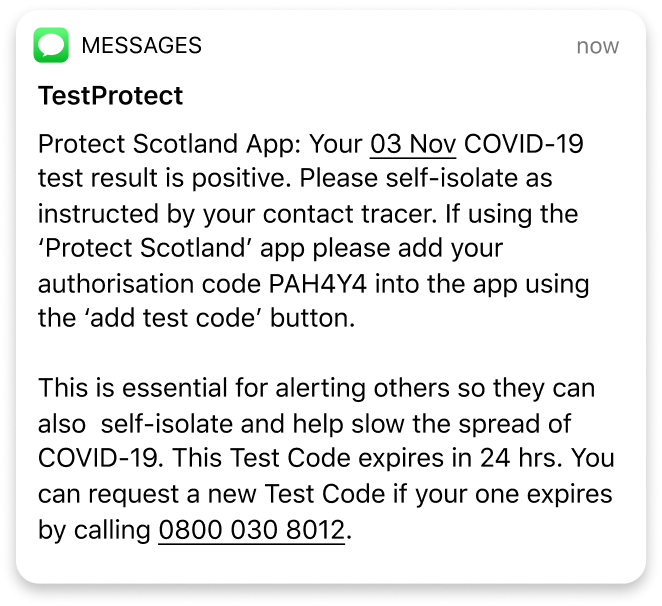 MESSAGES now
TestProtect
Protect Scotland App: Your 03 Nov COVID-19
test result is positive. Please self-isolate as
instructed by your contact tracer. If using the
‘Protect Scotland’ app please add your
authorisation code PAH4Y4 into the app using
the ‘add test code’ button.
This is essential for alerting others so they can
also  self-isolate and help slow the spread of
COVID-19. This Test Code expires in 24 hrs. You
can request a new Test Code if your one expires
by calling 0800 030 8012.